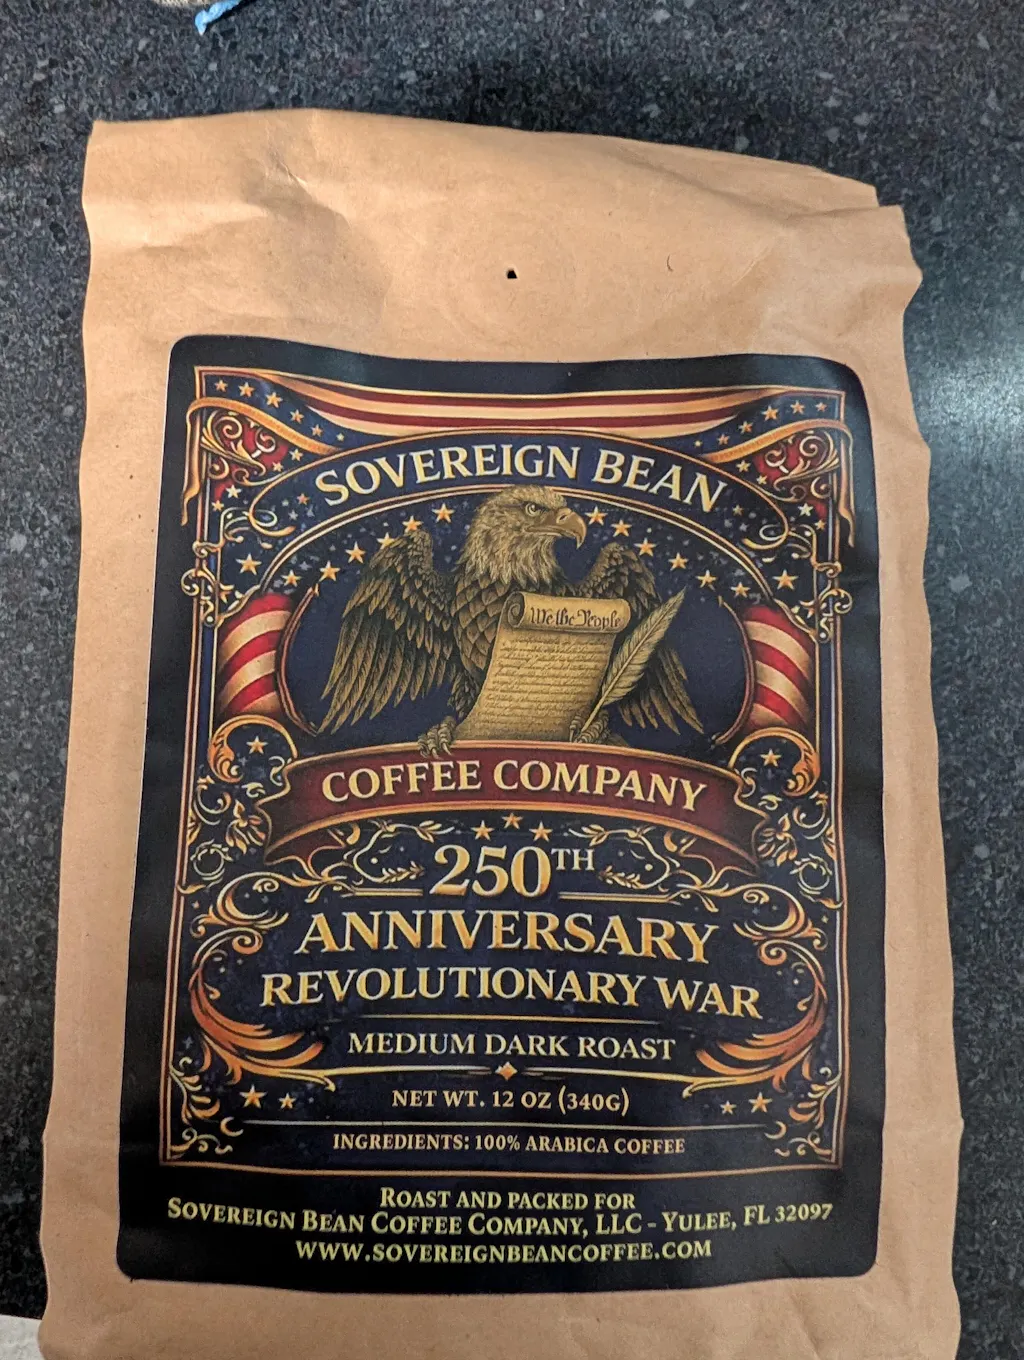 SOVEREIGN BEAN
We the People
COFFEE COMPANY
250TH
ANNIVERSARY
REVOLUTIONARY WAR
MEDIUM DARK ROAST
NET WT. 12 OZ (340G)
INGREDIENTS: 100% ARABICA COFFEE
ROAST AND PACKED FOR
SOVEREIGN BEAN COFFEE COMPANY, LLC - YULEE, FL 32097
WWW.SOVEREIGNBEANCOFFEE.COM